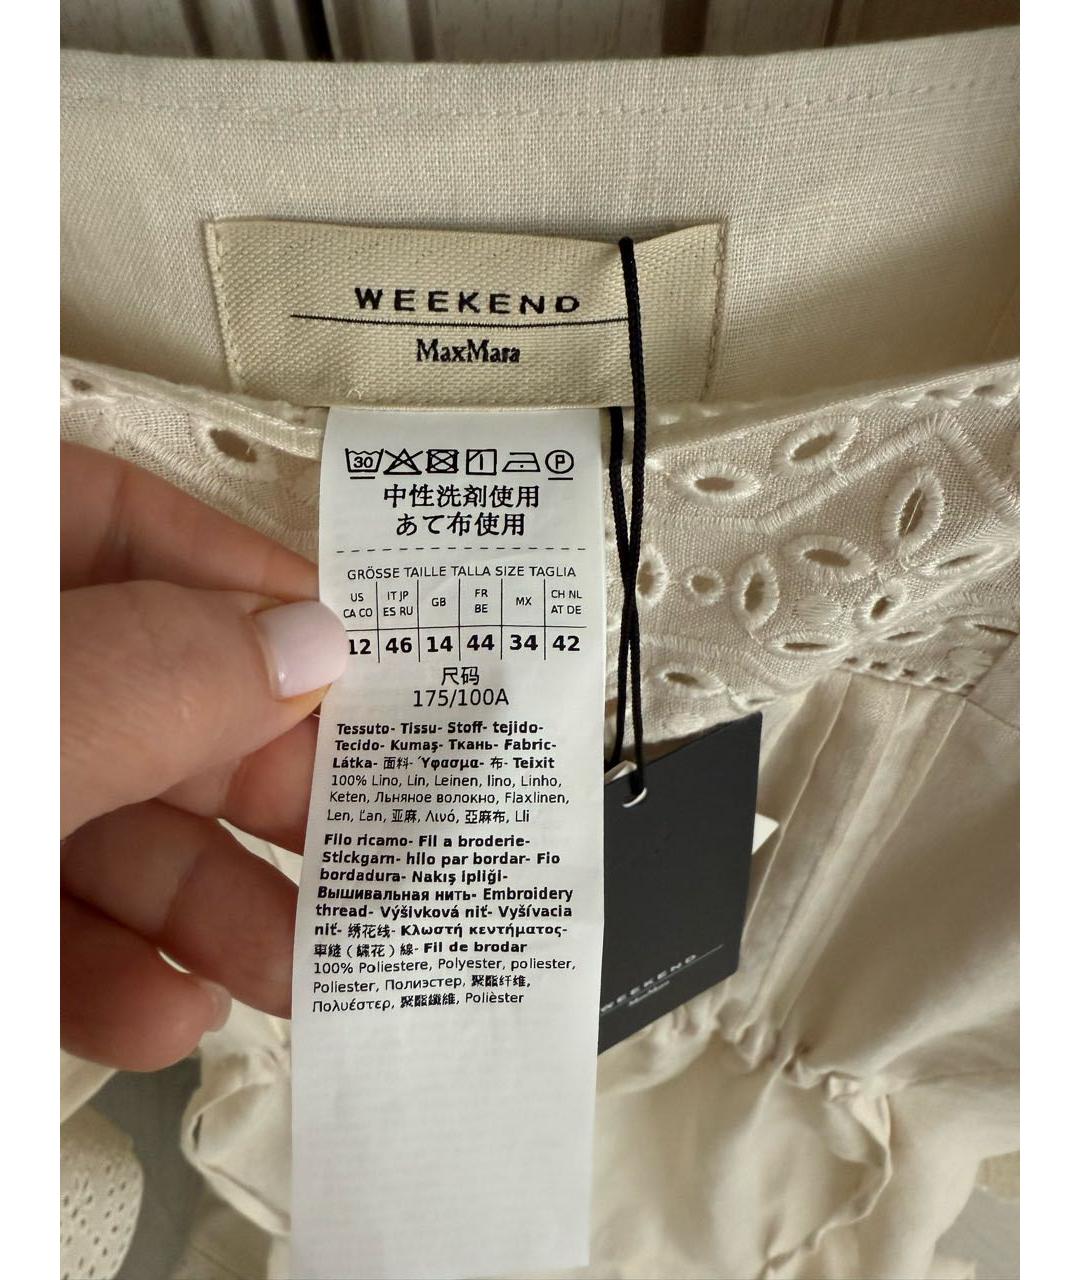 WEEKEND
MaxMara
30 P
中性洗剤使用
あて布使用
GRÖSSE TAILLE TALLA SIZE TAGLIA
US CA CO IT JP ES RU GB FR BE MX CH NL AT DE
12 46 14 44 34 42
尺码
175/100A
Tessuto- Tissu- Stoff- tejido-
Tecido- Kumaş- Ткань- Fabric-
Látka- 面料- Ύφασμα- 布- Teixit
100% Lino, Lin, Leinen, lino, Linho,
Keten, Льняное волокно, Flaxlinen,
Len, Ľan, 亚麻, Λινό, 亞麻布, Lli
Filo ricamo- Fil a broderie-
Stickgarn- hilo par bordar- Fio
bordadura- Nakış ipliği-
Вышивальная нить- Embroidery
thread- Výšivková niť- Vyšívacia
niť- 绣花线- Κλωστή κεντήματος-
車縫（繡花）線- Fil de brodar
100% Poliestere, Polyester, poliester,
Poliester, Полиэстер, 聚酯纤维,
Πολυέστερ, 聚酯纖維, Polièster
WEEKEND
MaxMara